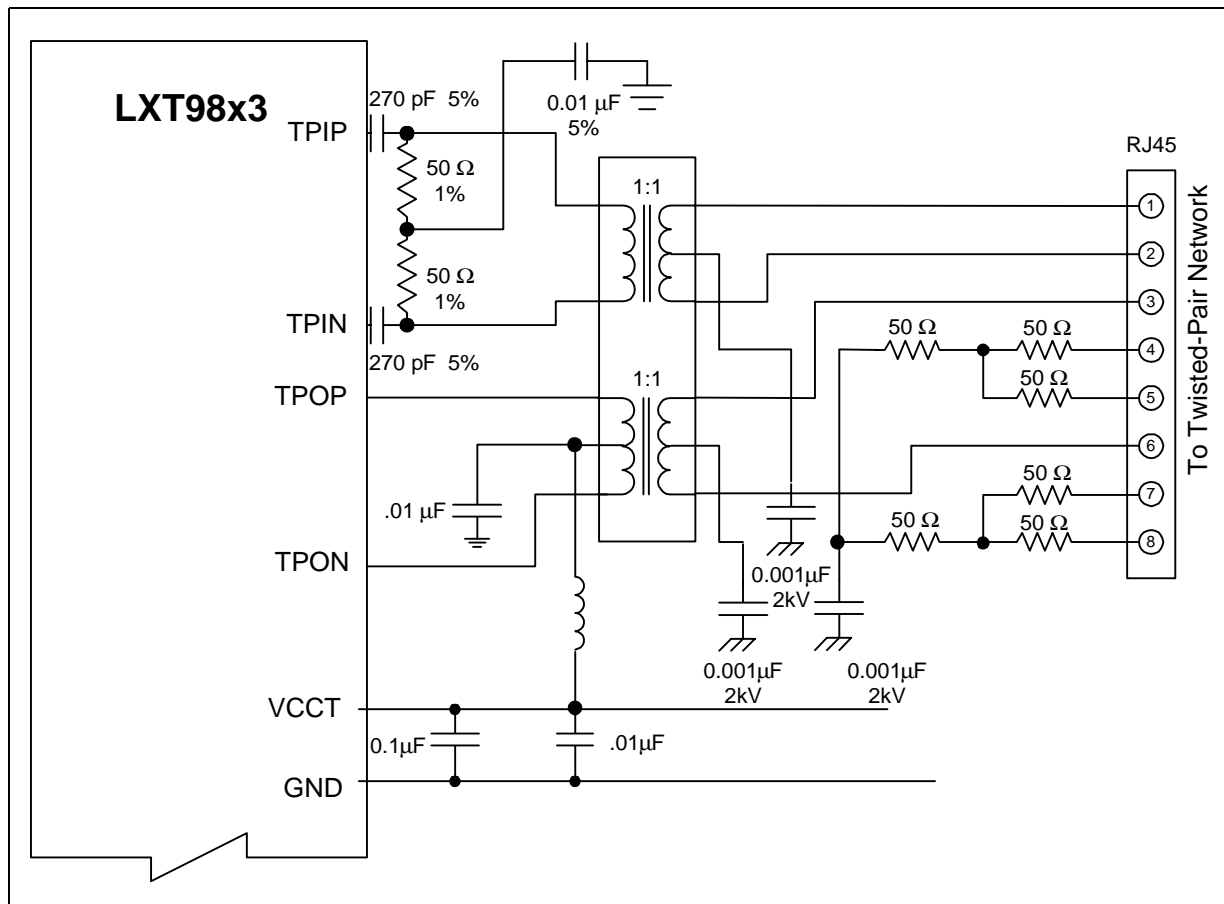 LXT98x3
270 pF 5%
TPIP
50 Ω
1%
50 Ω
1%
TPIN
270 pF 5%
0.01 µF
5%
1:1
1:1
RJ45
1
2
3
4
5
6
7
8
To Twisted-Pair Network
50 Ω
50 Ω
50 Ω
50 Ω
50 Ω
50 Ω
TPOP
.01 µF
TPON
0.001µF
2kV
0.001µF
2kV
0.001µF
2kV
VCCT
0.1µF
.01µF
GND